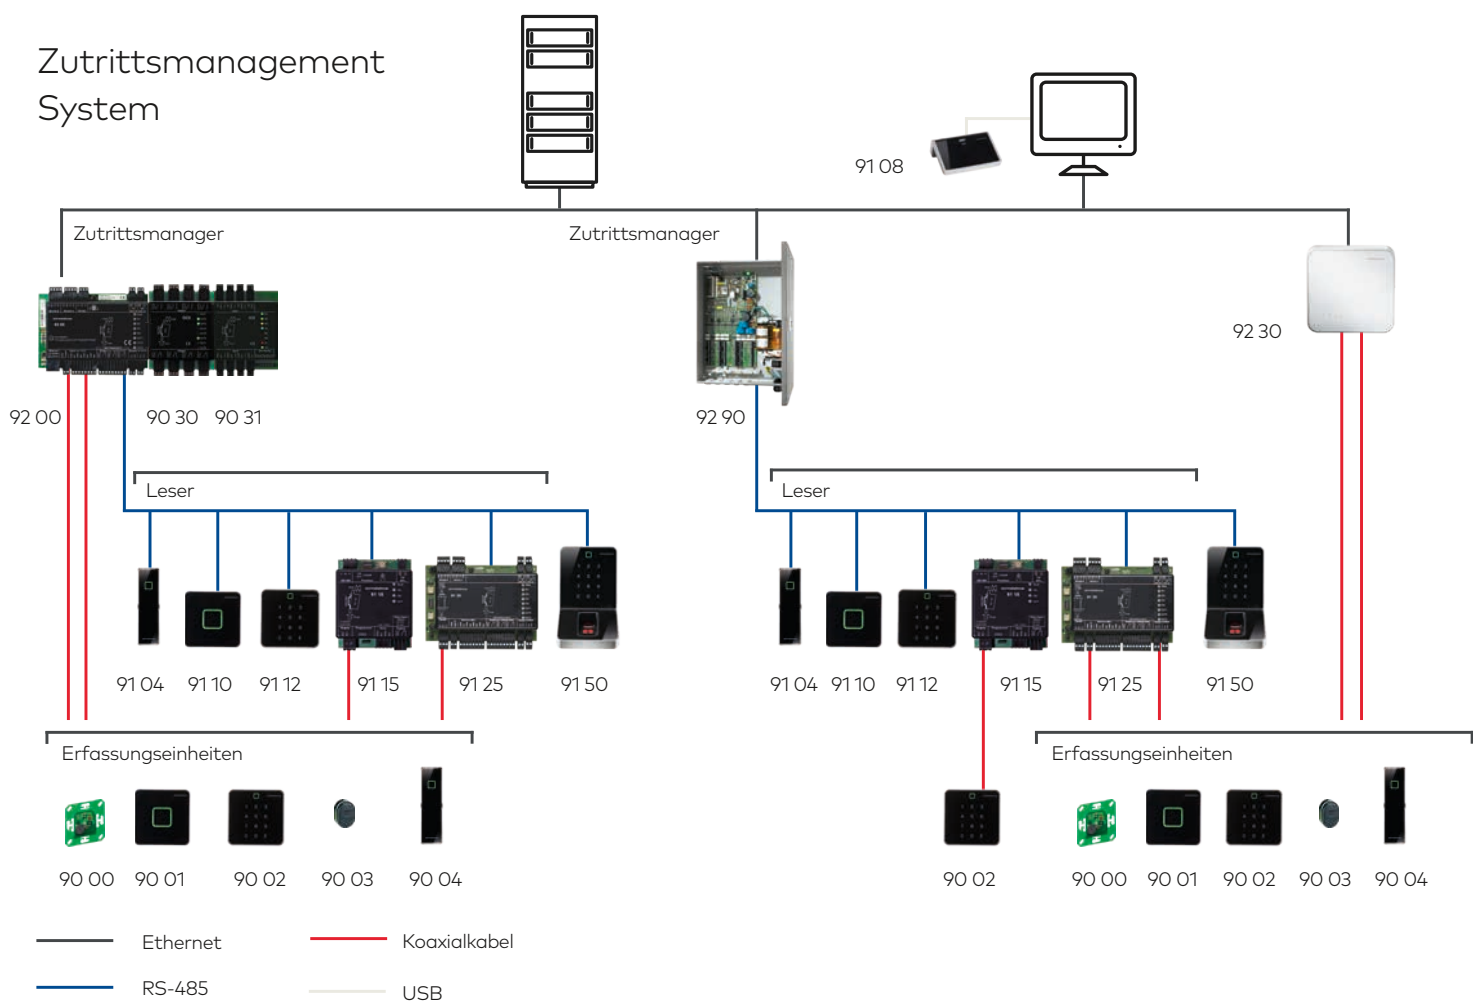 Zutrittsmanagement
System
91 08
Zutrittsmanager
Zutrittsmanager
92 30
92 00
90 30
90 31
92 90
Leser
Leser
91 04
91 10
91 12
91 15
91 25
91 50
91 04
91 10
91 12
91 15
91 25
91 50
Erfassungseinheiten
Erfassungseinheiten
90 00
90 01
90 02
90 03
90 04
90 02
90 00
90 01
90 02
90 03
90 04
Ethernet
Koaxialkabel
RS-485
USB